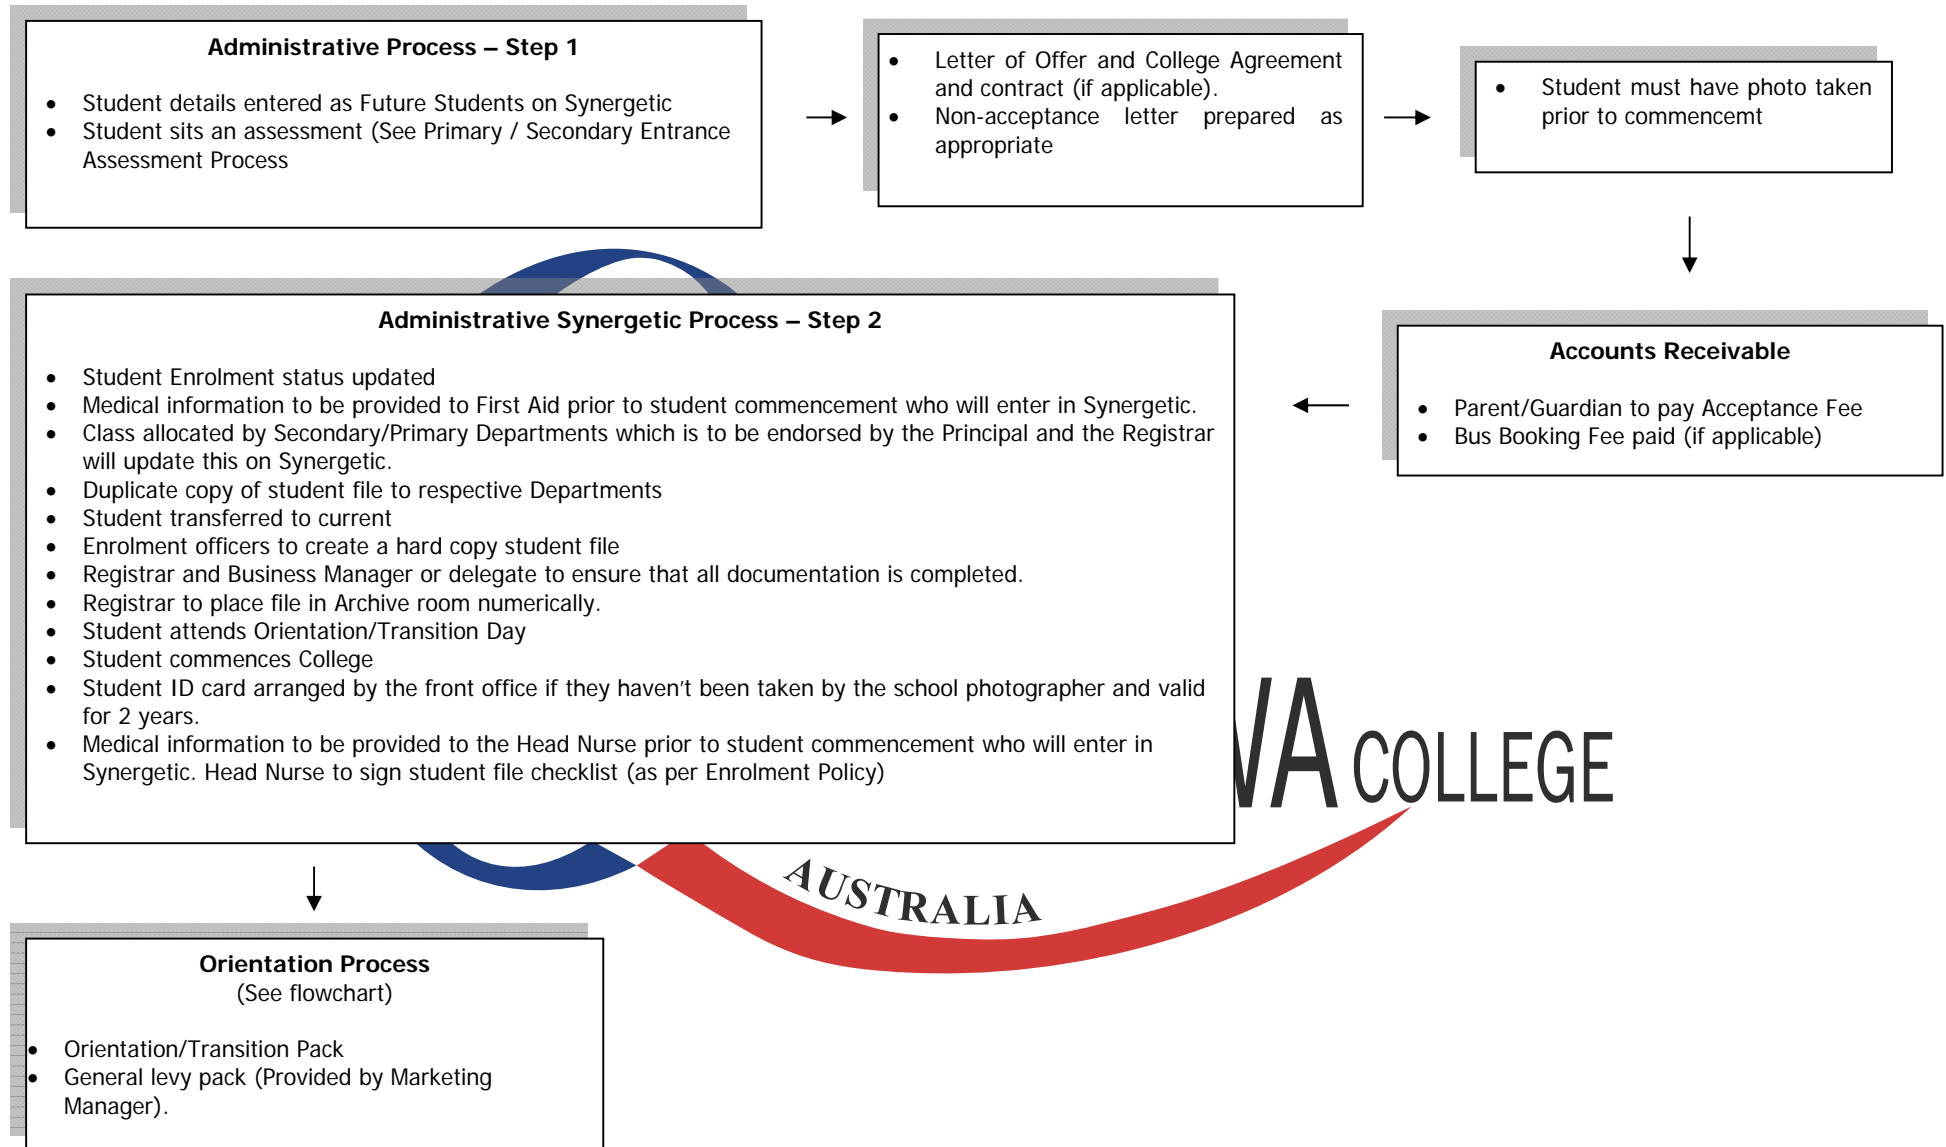 Administrative Process – Step 1
• Student details entered as Future Students on Synergetic
• Student sits an assessment (See Primary / Secondary Entrance
Assessment Process
• Letter of Offer and College Agreement
and contract (if applicable).
• Non-acceptance letter prepared as
appropriate
• Student must have photo taken
prior to commencemt
Accounts Receivable
• Parent/Guardian to pay Acceptance Fee
• Bus Booking Fee paid (if applicable)
Administrative Synergetic Process – Step 2
• Student Enrolment status updated
• Medical information to be provided to First Aid prior to student commencement who will enter in Synergetic.
• Class allocated by Secondary/Primary Departments which is to be endorsed by the Principal and the Registrar
will update this on Synergetic.
• Duplicate copy of student file to respective Departments
• Student transferred to current
• Enrolment officers to create a hard copy student file
• Registrar and Business Manager or delegate to ensure that all documentation is completed.
• Registrar to place file in Archive room numerically.
• Student attends Orientation/Transition Day
• Student commences College
• Student ID card arranged by the front office if they haven’t been taken by the school photographer and valid
for 2 years.
• Medical information to be provided to the Head Nurse prior to student commencement who will enter in
Synergetic. Head Nurse to sign student file checklist (as per Enrolment Policy)
COLLEGE
AUSTRALIA
Orientation Process
(See flowchart)
• Orientation/Transition Pack
• General levy pack (Provided by Marketing
Manager).